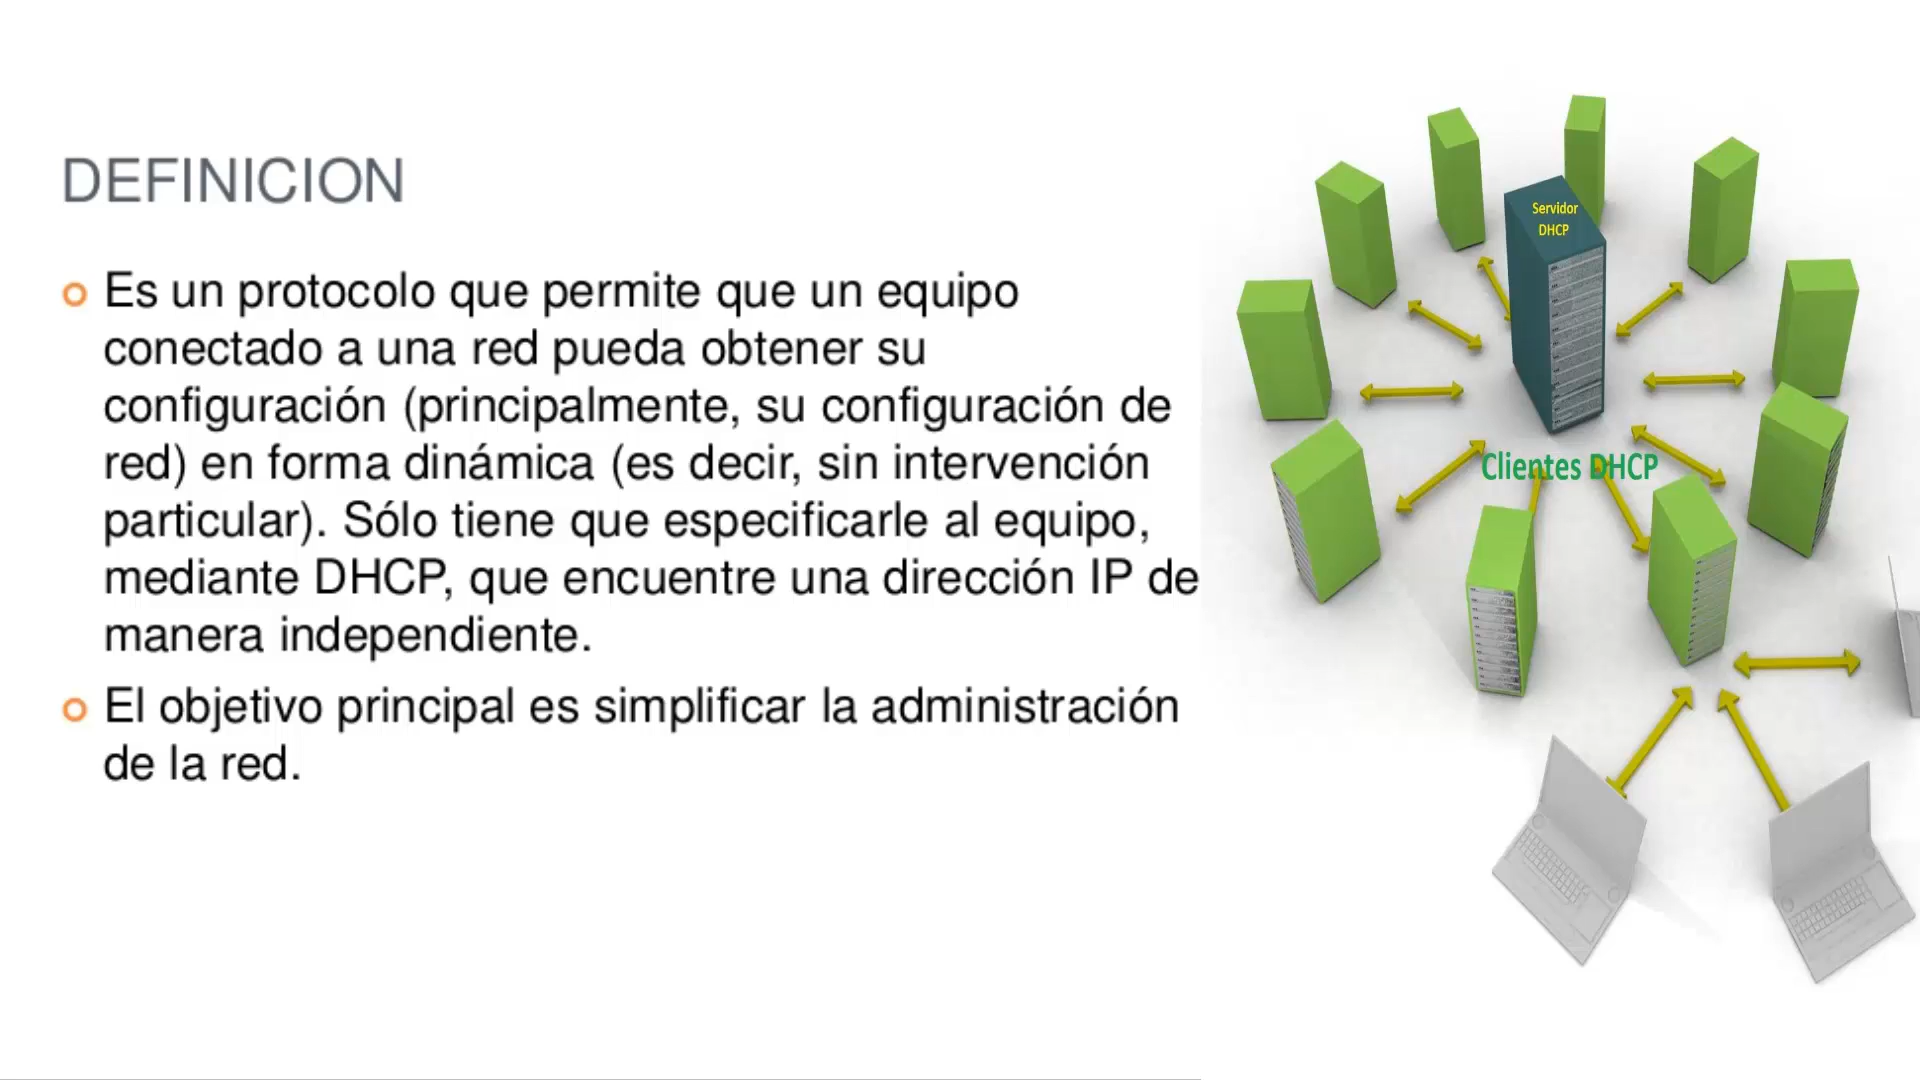 DEFINICION
Es un protocolo que permite que un equipo
conectado a una red pueda obtener su
configuración (principalmente, su configuración de
red) en forma dinámica (es decir, sin intervención
particular). Sólo tiene que especificarle al equipo,
mediante DHCP, que encuentre una dirección IP de
manera independiente.
El objetivo principal es simplificar la administración
de la red.
Servidor
DHCP
Clientes DHCP